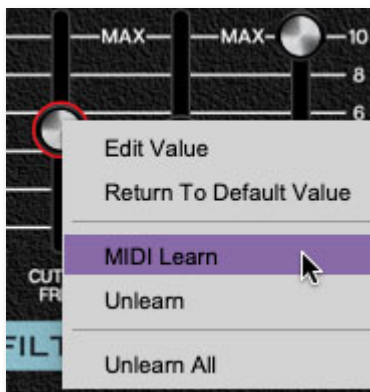 MAX
MAX
10
8
6
Edit Value
Return To Default Value
MIDI Learn
CUT
FR
Unlearn
FILT
Unlearn All